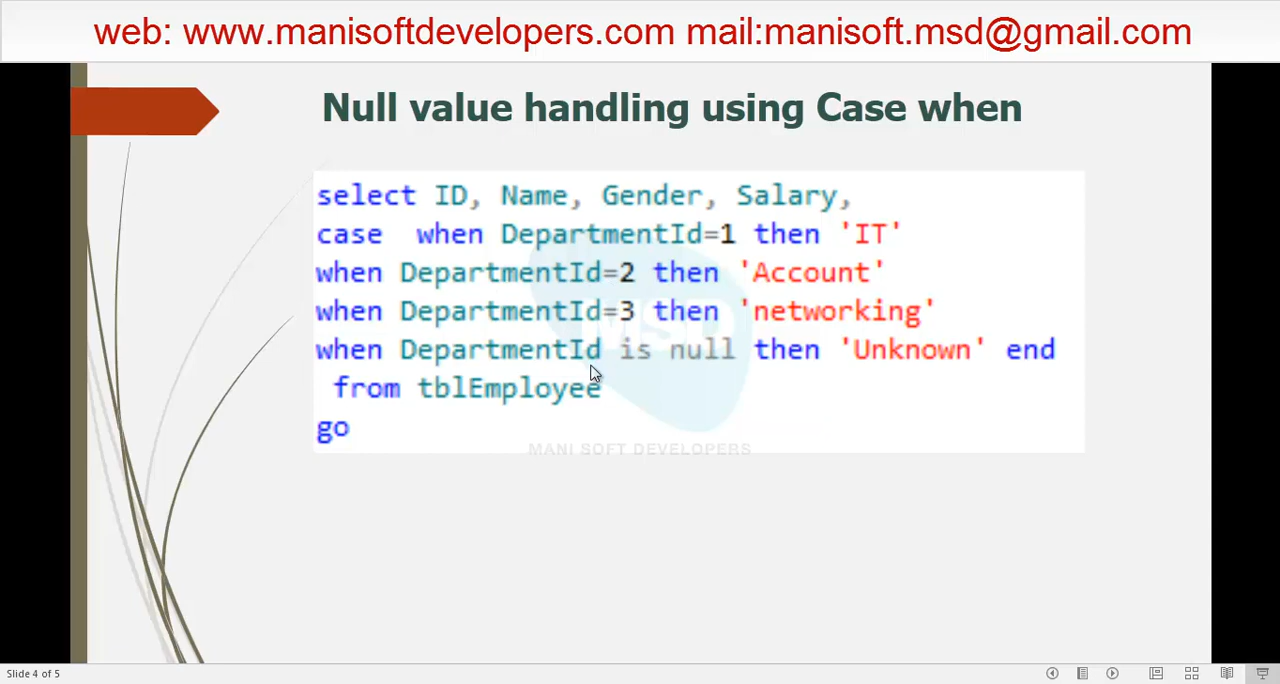 web: www.manisoftdevelopers.com mail:manisoft.msd@gmail.com
Null value handling using Case when
select ID, Name, Gender, Salary,
case when DepartmentId=1 then 'IT'
when DepartmentId=2 then 'Account'
when DepartmentId=3 then 'networking'
when DepartmentId is null then 'Unknown' end
from tblEmployee
go
MSD
MANI SOFT DEVELOPERS
Slide 4 of 5